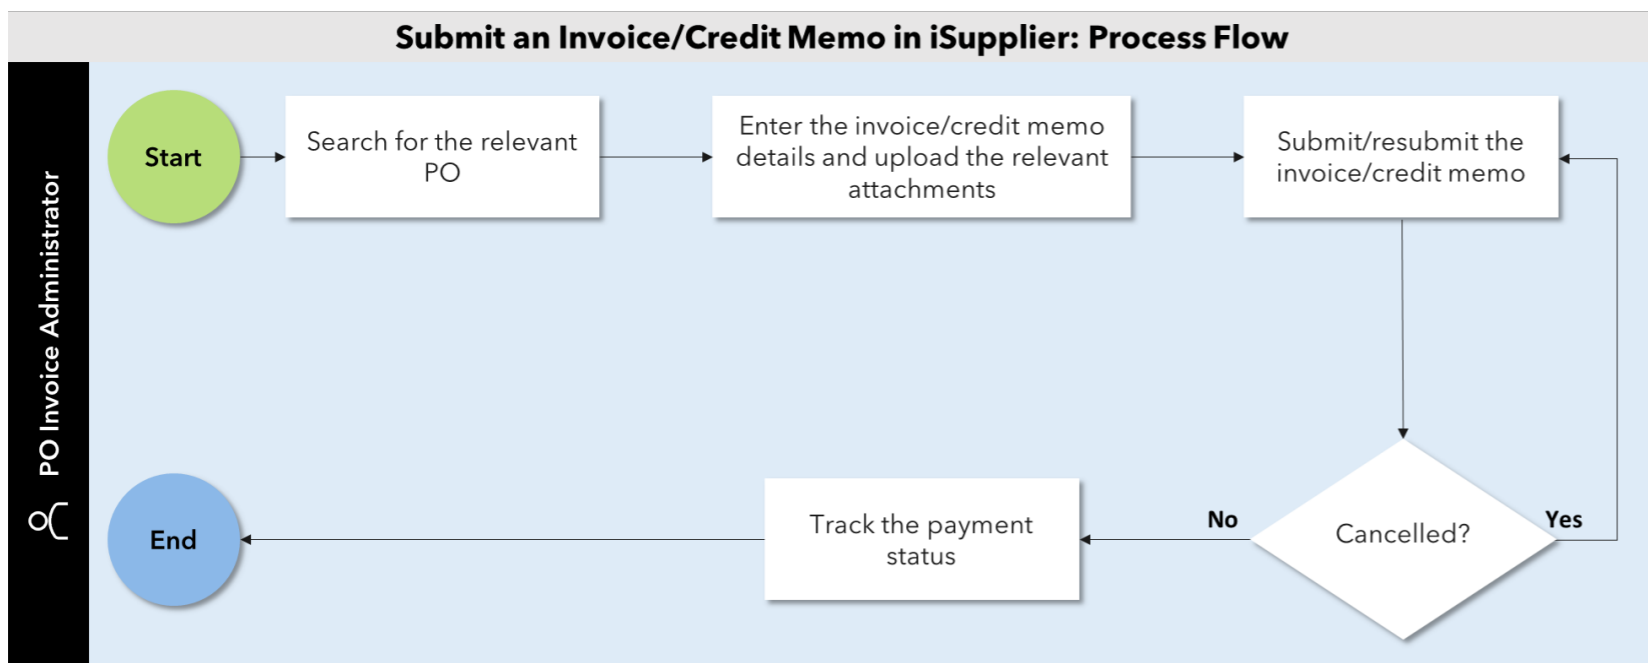 Submit an Invoice/Credit Memo in iSupplier: Process Flow
PO Invoice Administrator
Start
Search for the relevant
PO
Enter the invoice/credit memo
details and upload the relevant
attachments
Submit/resubmit the
invoice/credit memo
Cancelled?
Yes
No
Track the payment
status
End